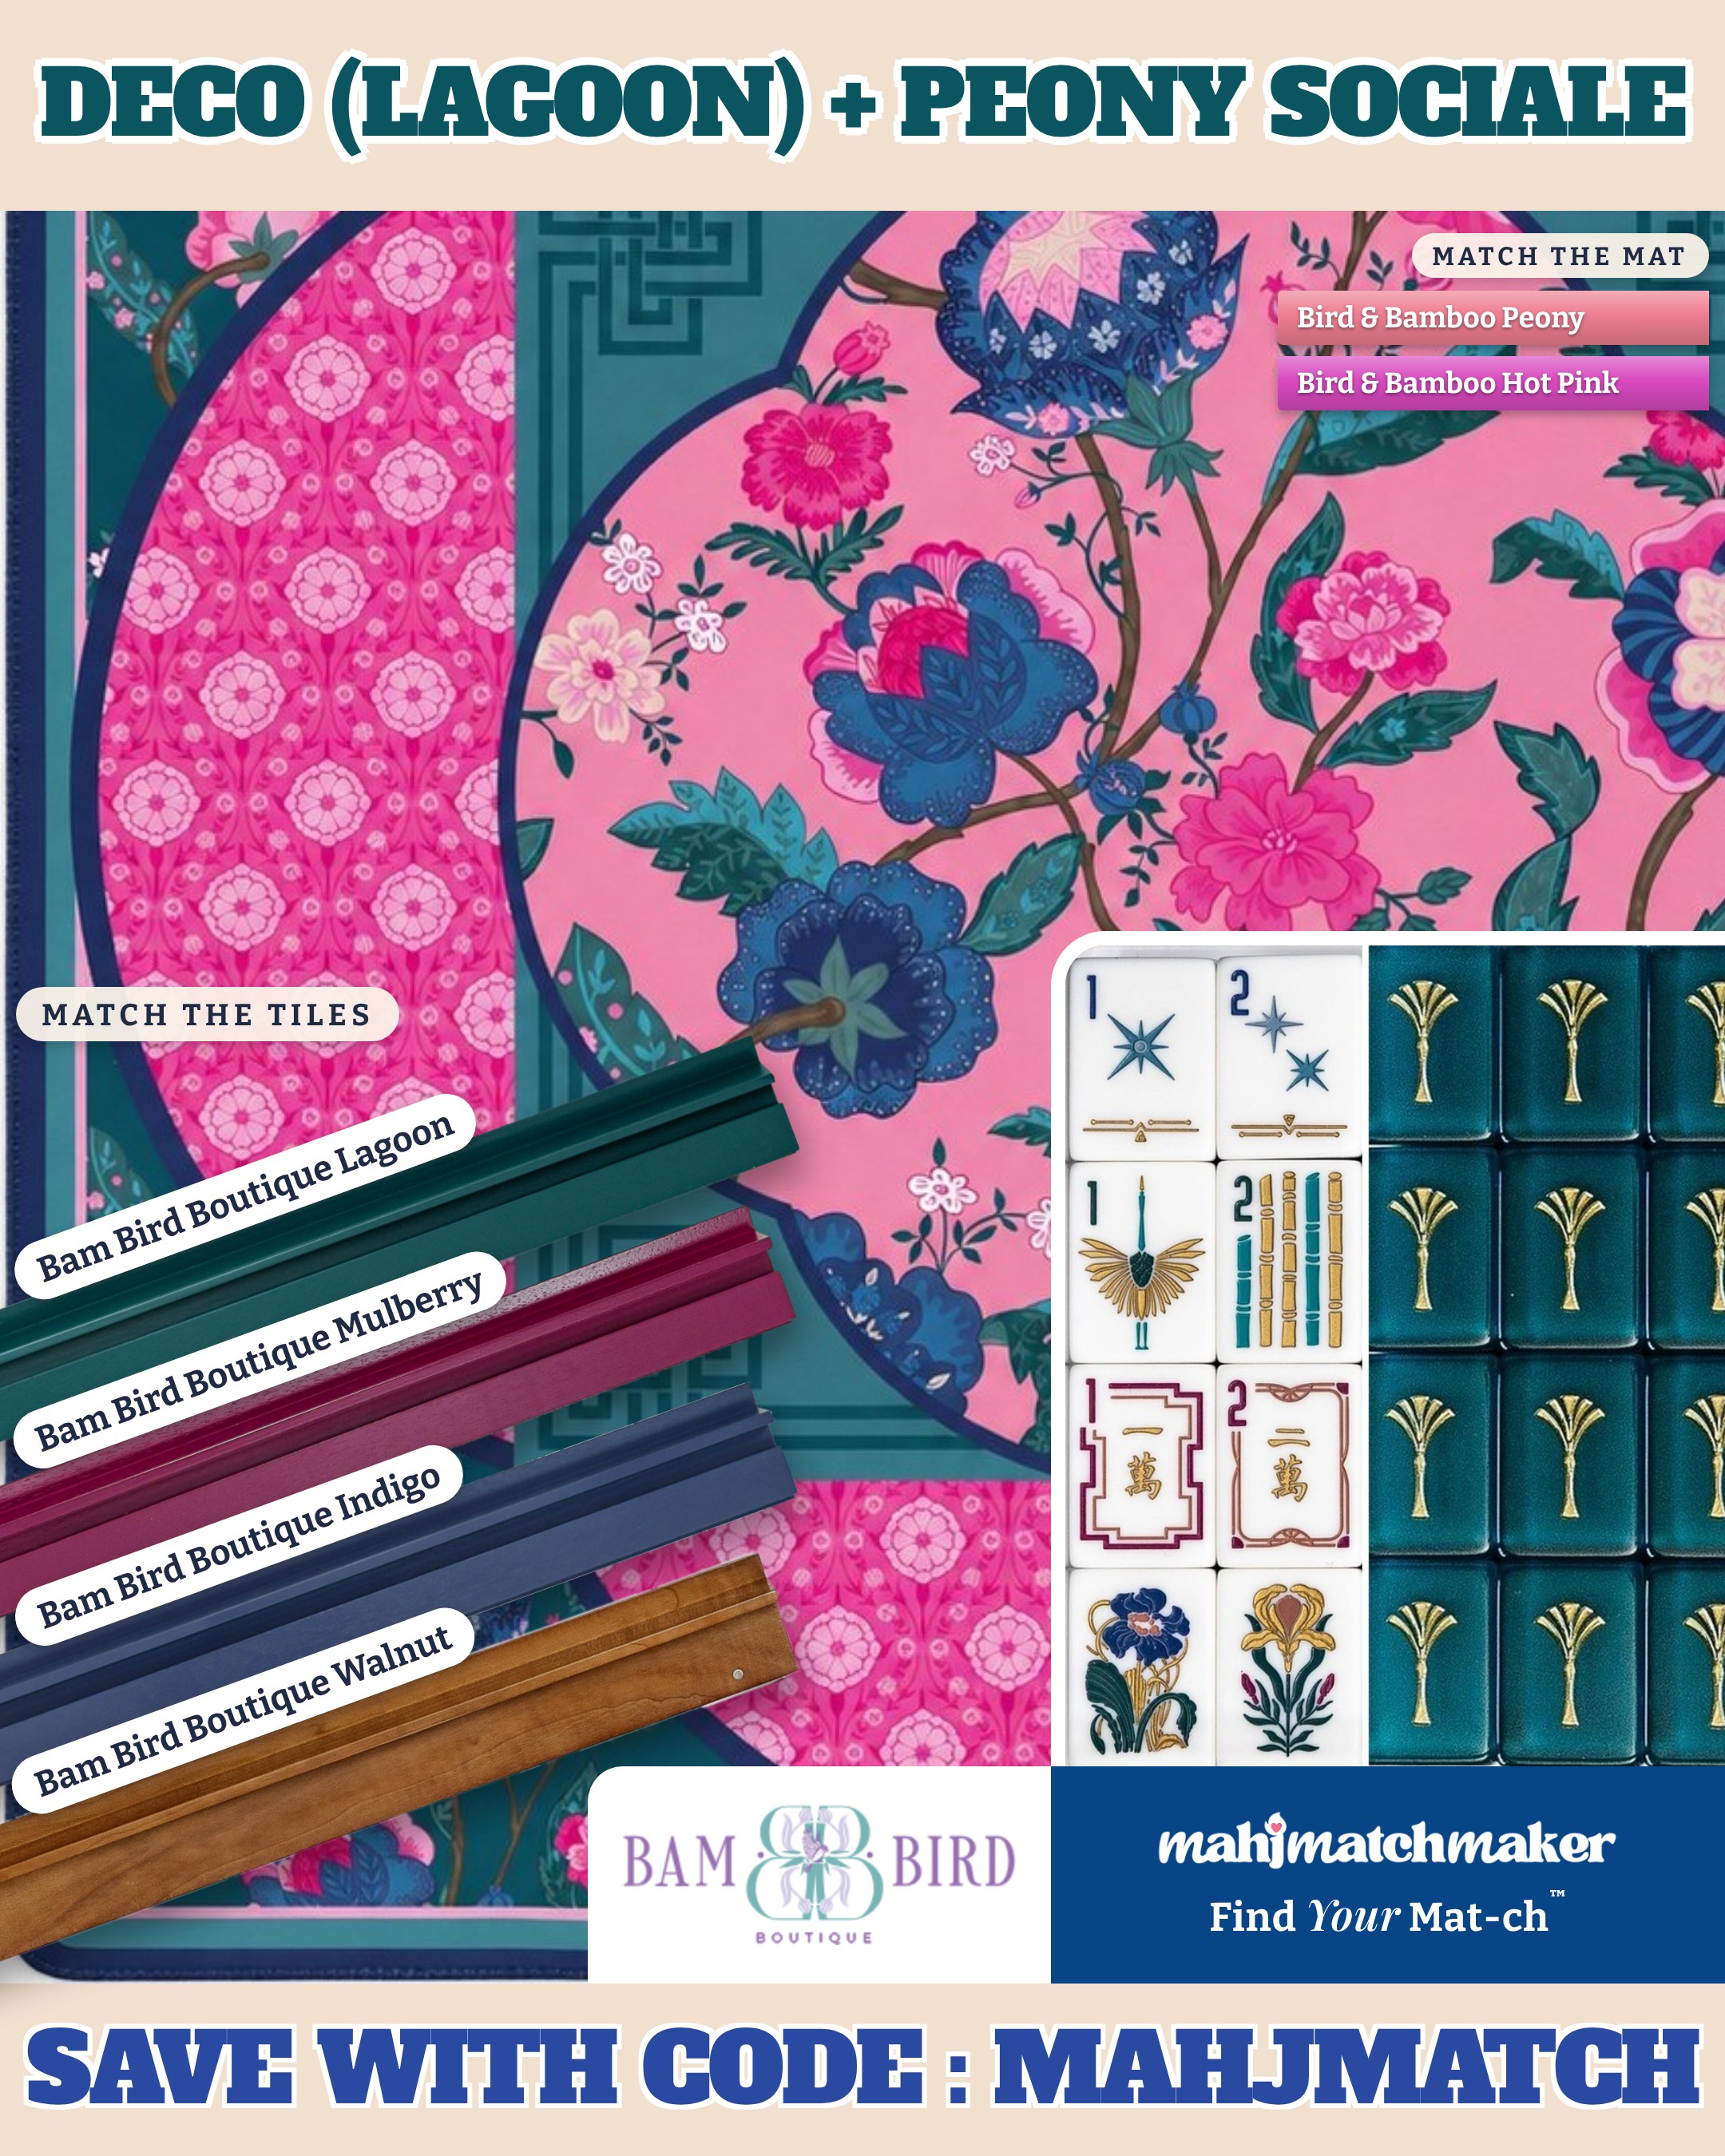 DECO (LAGOON) + PEONY SOCIALE
MATCH THE MAT
Bird & Bamboo Peony
Bird & Bamboo Hot Pink
MATCH THE TILES
Bam Bird Boutique Lagoon
Bam Bird Boutique Mulberry
Bam Bird Boutique Indigo
Bam Bird Boutique Walnut
1 2
1 2
1 2
一萬 二萬
BAM BIRD
BOUTIQUE
mahjmatchmaker
Find Your Mat-ch™
SAVE WITH CODE : MAHJMATCH